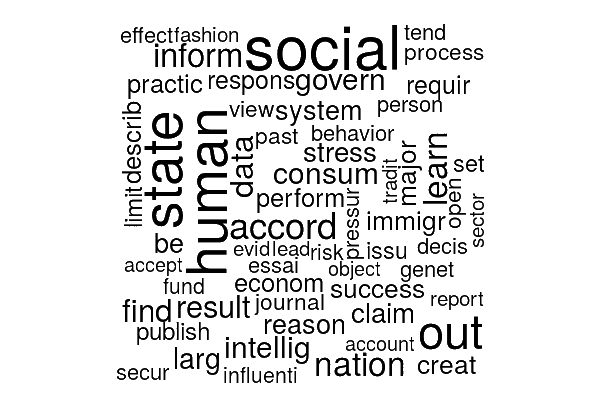 effect fashion tend
inform social process
practic respons govern requir
view system person
describ state human data past behavior
stress major learn set
limit consum tradit open
perform pressur sector
accord immigr
be evid lead risk issu decis
accept essai object genet
fund econom success report
find result journal claim
publish reason account out
larg intellig nation creat
secur influenti